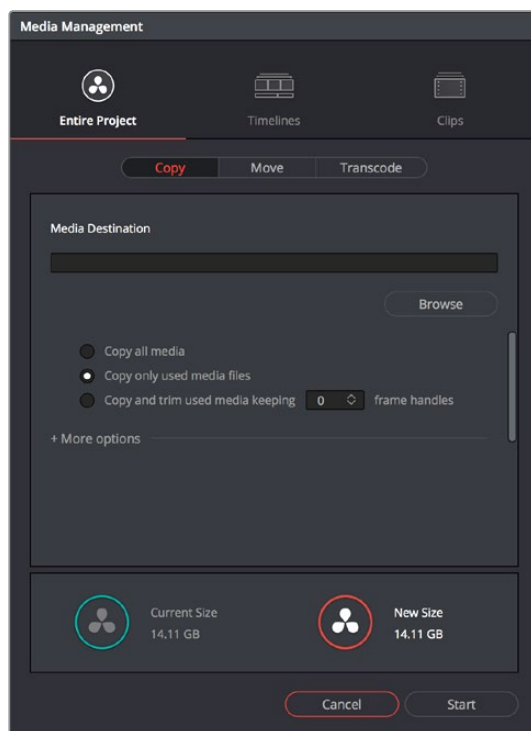 Media Management
Entire Project
Timelines
Clips
Copy
Move
Transcode
Media Destination
Browse
Copy all media
Copy only used media files
Copy and trim used media keeping 0 frame handles
+ More options
Current Size
14.11 GB
New Size
14.11 GB
Cancel
Start